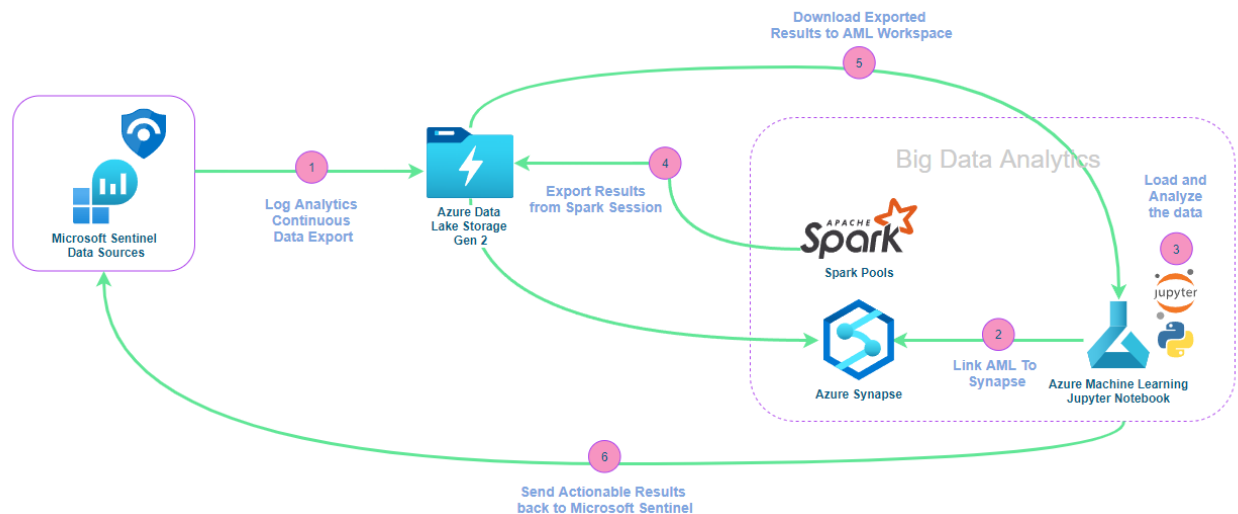 Download Exported
Results to AML Workspace
5
1
4
Big Data Analytics
Log Analytics
Continuous
Data Export
Export Results
from Spark Session
Load and
Analyze
the data
Azure Data
Lake Storage
Gen 2
Microsoft Sentinel
Data Sources
APACHE
Spark
Spark Pools
3
jupyter
2
Link AML To
Synapse
Azure Synapse
Azure Machine Learning
Jupyter Notebook
6
Send Actionable Results
back to Microsoft Sentinel